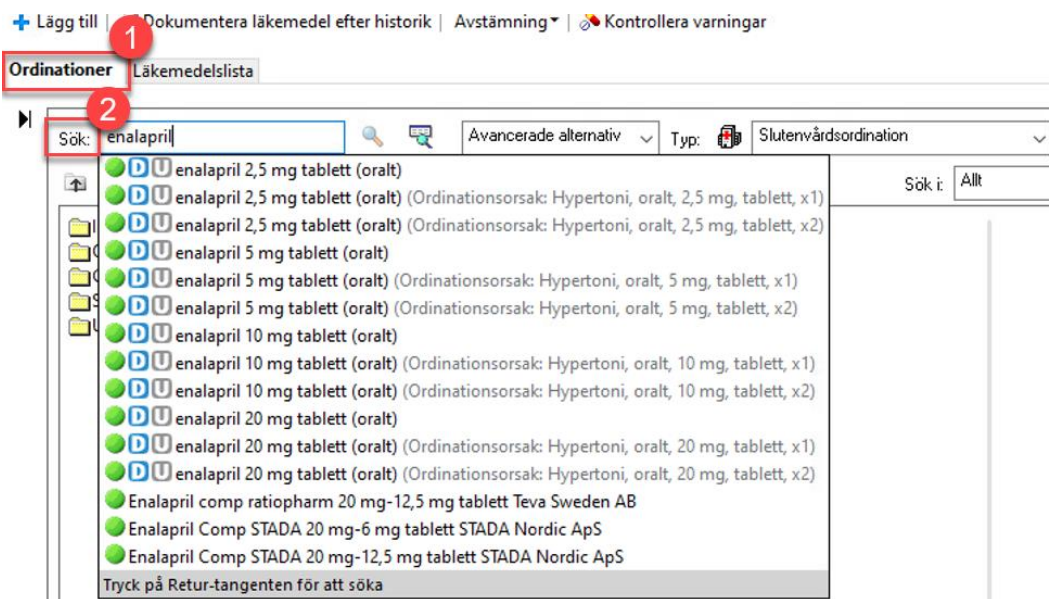 Lägg till | Dokumentera läkemedel efter historik | Avstämning | Kontrollera varningar
1
Ordinationer Läkemedelslista
2
Sök: enalapril Avancerade alternativ Typ: Slutenvårdsordination
Sök i: Allt
D U enalapril 2,5 mg tablett (oralt)
D U enalapril 2,5 mg tablett (oralt) (Ordinationsorsak: Hypertoni, oralt, 2,5 mg, tablett, x1)
D U enalapril 2,5 mg tablett (oralt) (Ordinationsorsak: Hypertoni, oralt, 2,5 mg, tablett, x2)
D U enalapril 5 mg tablett (oralt)
D U enalapril 5 mg tablett (oralt) (Ordinationsorsak: Hypertoni, oralt, 5 mg, tablett, x1)
D U enalapril 5 mg tablett (oralt) (Ordinationsorsak: Hypertoni, oralt, 5 mg, tablett, x2)
D U enalapril 10 mg tablett (oralt)
D U enalapril 10 mg tablett (oralt) (Ordinationsorsak: Hypertoni, oralt, 10 mg, tablett, x1)
D U enalapril 10 mg tablett (oralt) (Ordinationsorsak: Hypertoni, oralt, 10 mg, tablett, x2)
D U enalapril 20 mg tablett (oralt)
D U enalapril 20 mg tablett (oralt) (Ordinationsorsak: Hypertoni, oralt, 20 mg, tablett, x1)
D U enalapril 20 mg tablett (oralt) (Ordinationsorsak: Hypertoni, oralt, 20 mg, tablett, x2)
Enalapril comp ratiopharm 20 mg-12,5 mg tablett Teva Sweden AB
Enalapril Comp STADA 20 mg-6 mg tablett STADA Nordic ApS
Enalapril Comp STADA 20 mg-12,5 mg tablett STADA Nordic ApS
Tryck på Retur-tangenten för att söka